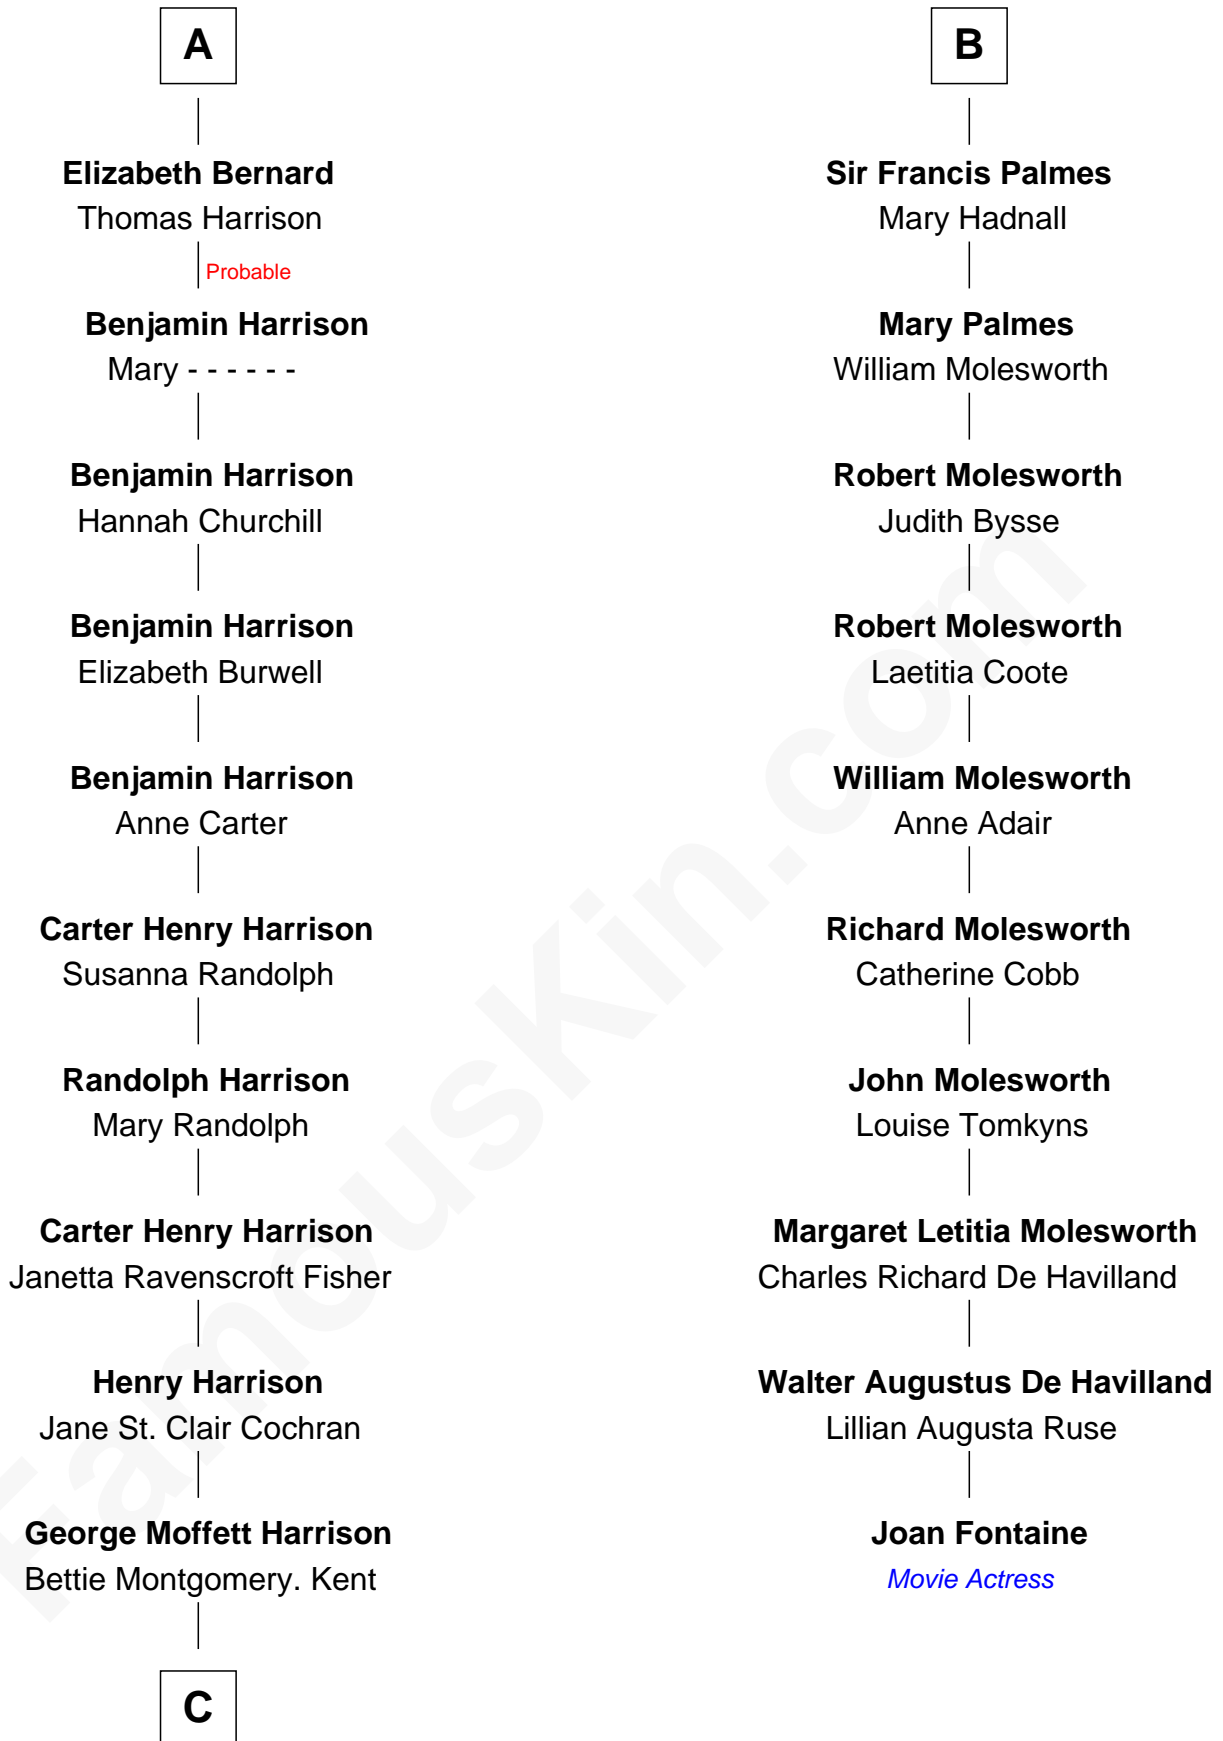 A
Elizabeth Bernard
Thomas Harrison
Probable
Benjamin Harrison
Mary - - - - - -
Benjamin Harrison
Hannah Churchill
Benjamin Harrison
Elizabeth Burwell
Benjamin Harrison
Anne Carter
Carter Henry Harrison
Susanna Randolph
Randolph Harrison
Mary Randolph
Carter Henry Harrison
Janetta Ravenscroft Fisher
Henry Harrison
Jane St. Clair Cochran
George Moffett Harrison
Bettie Montgomery. Kent
C
B
Sir Francis Palmes
Mary Hadnall
Mary Palmes
William Molesworth
Robert Molesworth
Judith Bysse
Robert Molesworth
Laetitia Coote
William Molesworth
Anne Adair
Richard Molesworth
Catherine Cobb
John Molesworth
Louise Tomkyns
Margaret Letitia Molesworth
Charles Richard De Havilland
Walter Augustus De Havilland
Lillian Augusta Ruse
Joan Fontaine
Movie Actress
FamousKin.com